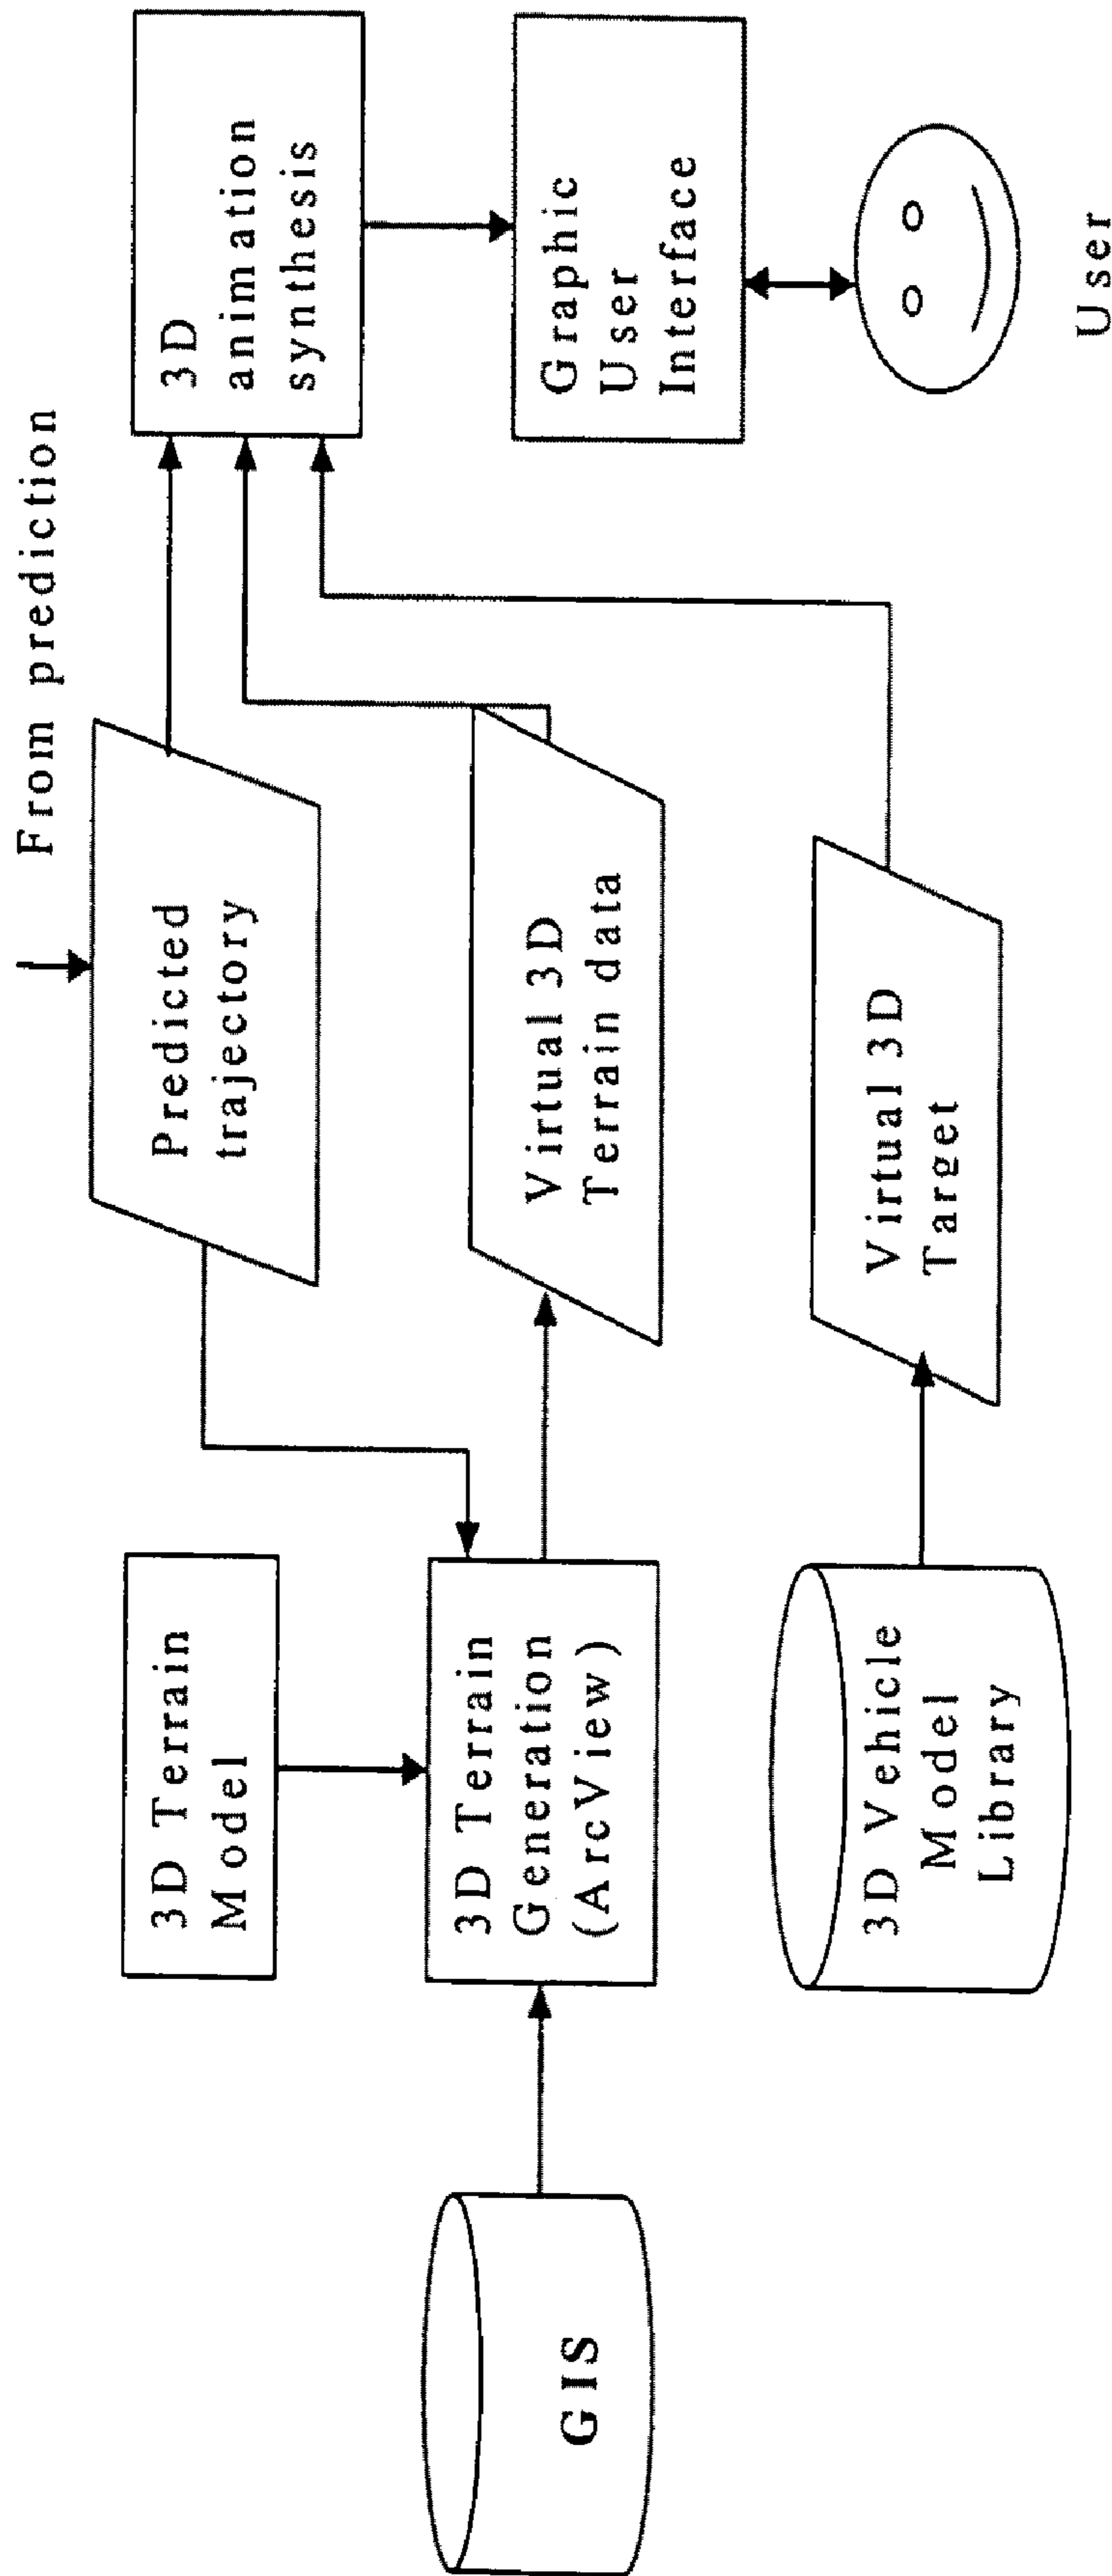 From prediction
3D Terrain
Model
Predicted
trajectory
3D
animation
synthesis
GIS
3D Terrain
Generation
(ArcView)
Virtual 3D
Terrain data
Graphic
User
Interface
3D Vehicle
Model
Library
Virtual 3D
Target
User